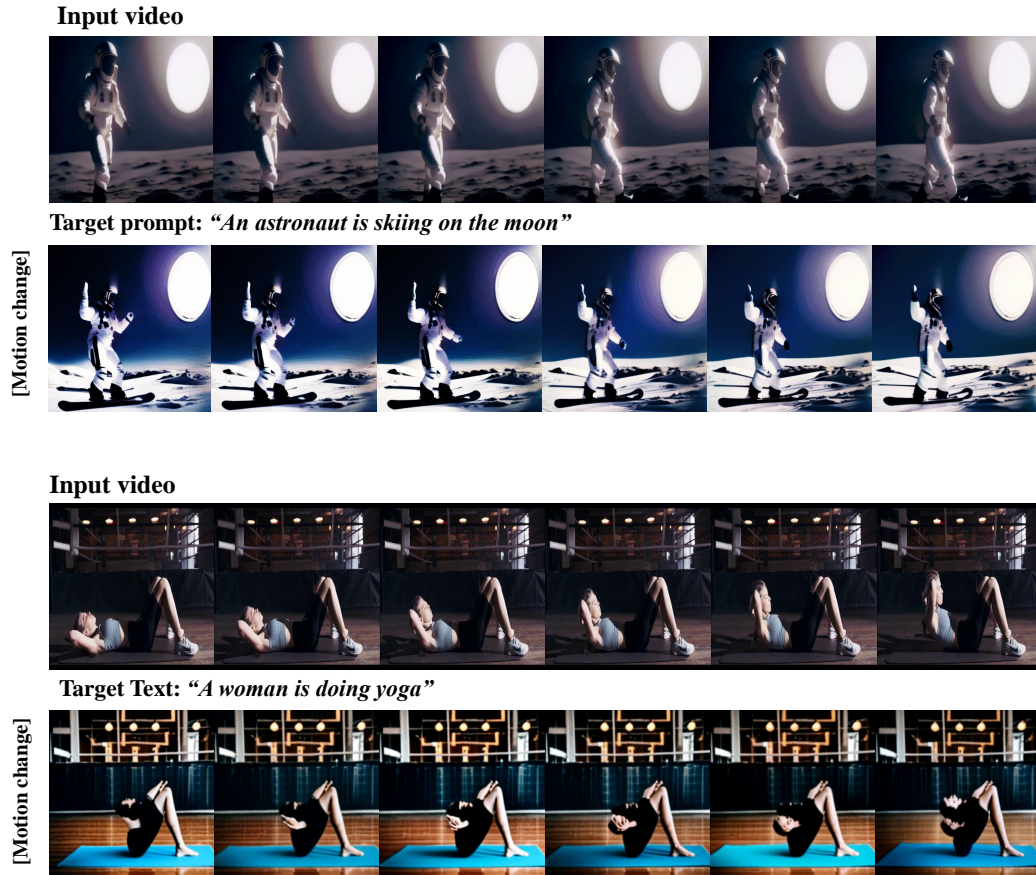 Input video
Target prompt: “An astronaut is skiing on the moon”
[Motion change]
Input video
Target Text: “A woman is doing yoga”
[Motion change]